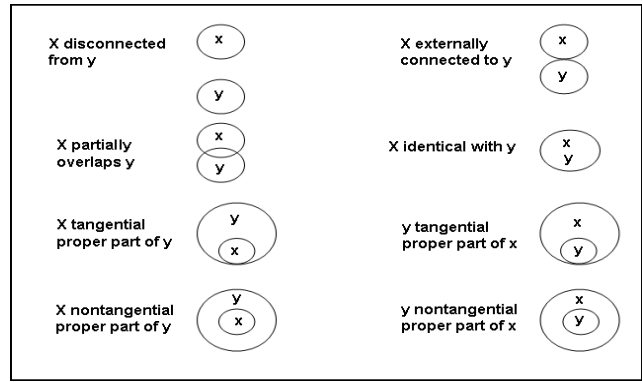 X disconnected
from y
x
y
X externally
connected to y
x
y
X partially
overlaps y
x
y
X identical with y
x
y
X tangential
proper part of y
y
x
y tangential
proper part of x
x
y
X nontangential
proper part of y
y
x
y nontangential
proper part of x
x
y